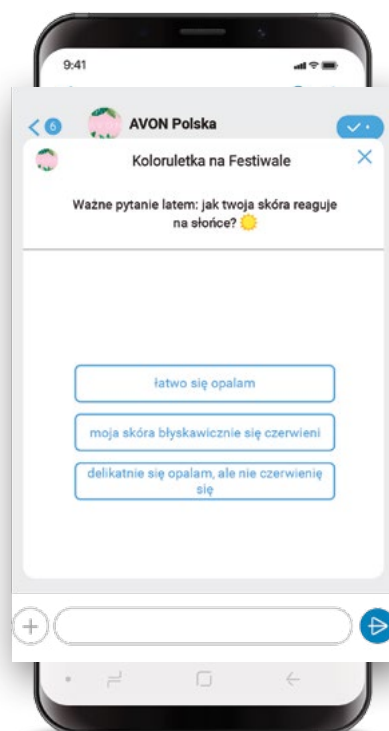 9:41
6
AVON Polska
Koloruletka na Festiwale
Ważne pytanie latem: jak twoja skóra reaguje
na słońce?
łatwo się opalam
moja skóra błyskawicznie się czerwieni
delikatnie się opalam, ale nie czerwienię
się